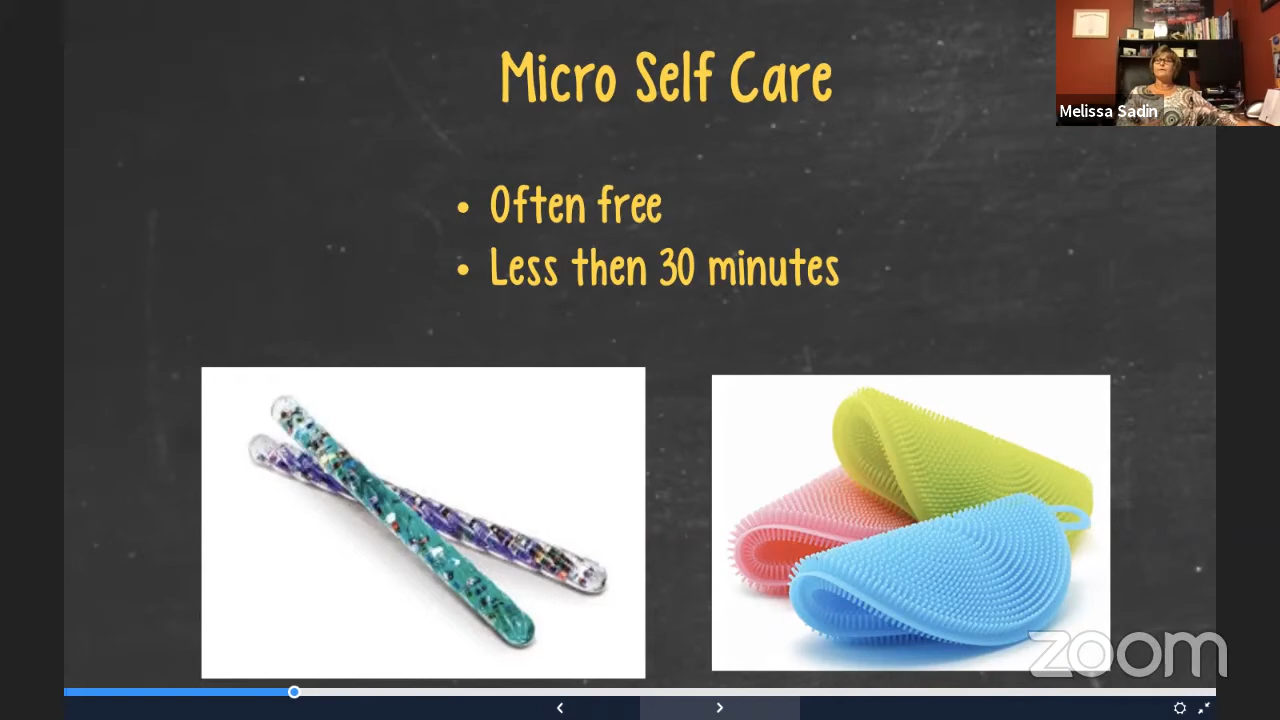 Micro Self Care
Melissa Sadin
• Often free
• Less then 30 minutes
zoom